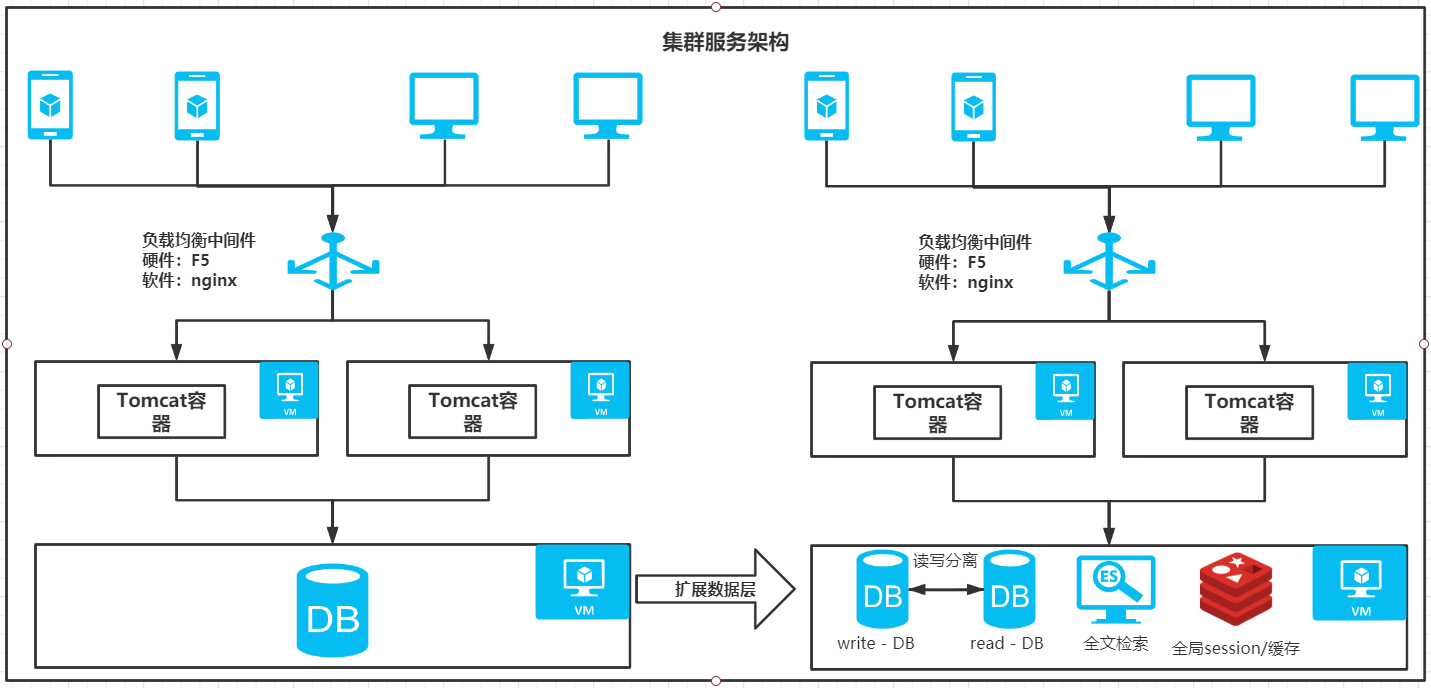 集群服务架构
负载均衡中间件
硬件：F5
软件：nginx
负载均衡中间件
硬件：F5
软件：nginx
Tomcat容
器
VM
Tomcat容
器
VM
Tomcat容
器
VM
Tomcat容
器
VM
DB
VM
扩展数据层
DB
读写分离
DB
ES
VM
write - DB
read - DB
全文检索
全局session/缓存